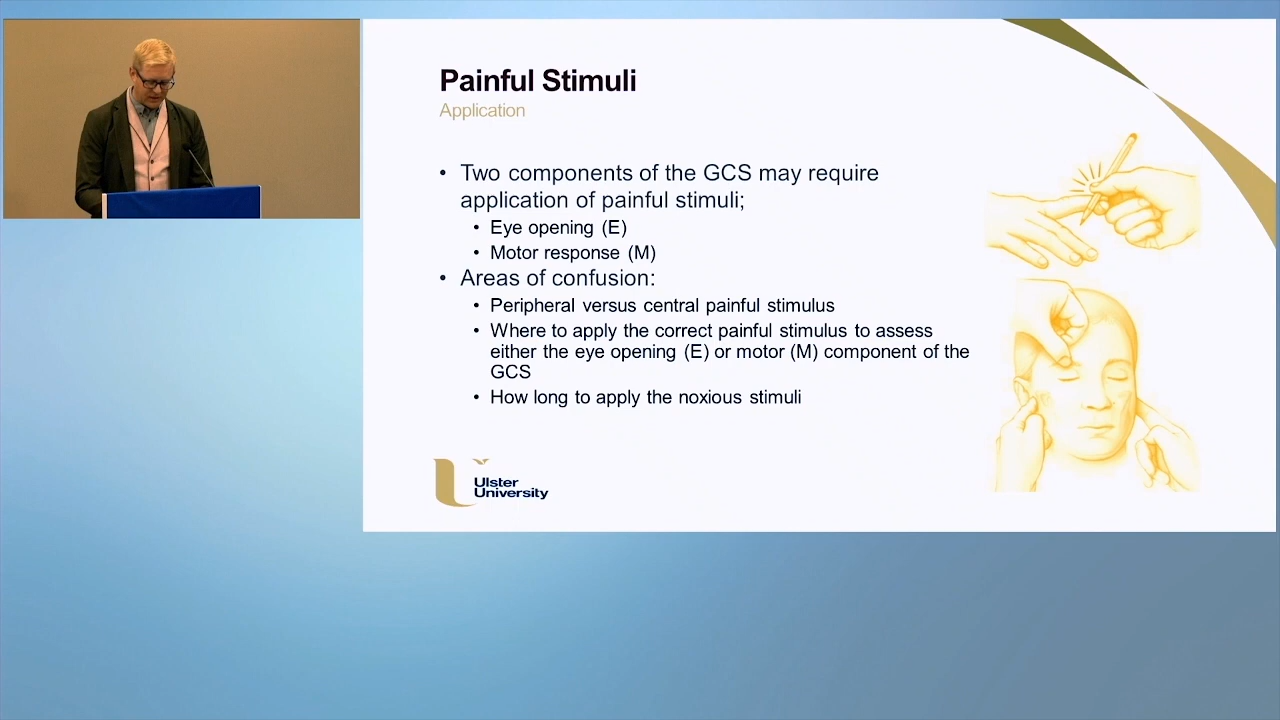 Painful Stimuli
Application
• Two components of the GCS may require
application of painful stimuli;
• Eye opening (E)
• Motor response (M)
• Areas of confusion:
• Peripheral versus central painful stimulus
• Where to apply the correct painful stimulus to assess
either the eye opening (E) or motor (M) component of the
GCS
• How long to apply the noxious stimuli
Ulster
University